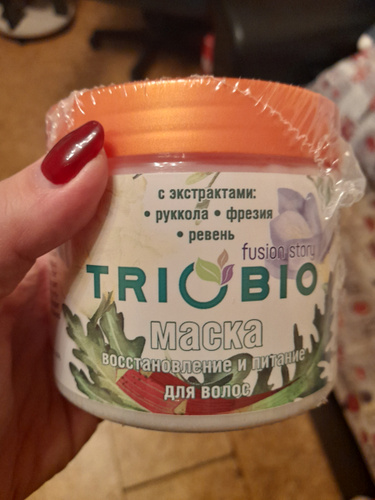 с экстрактами:
• руккола • фрезия
• ревень
fusion story
TRIOBIO
маска
восстановление и питание
для волос